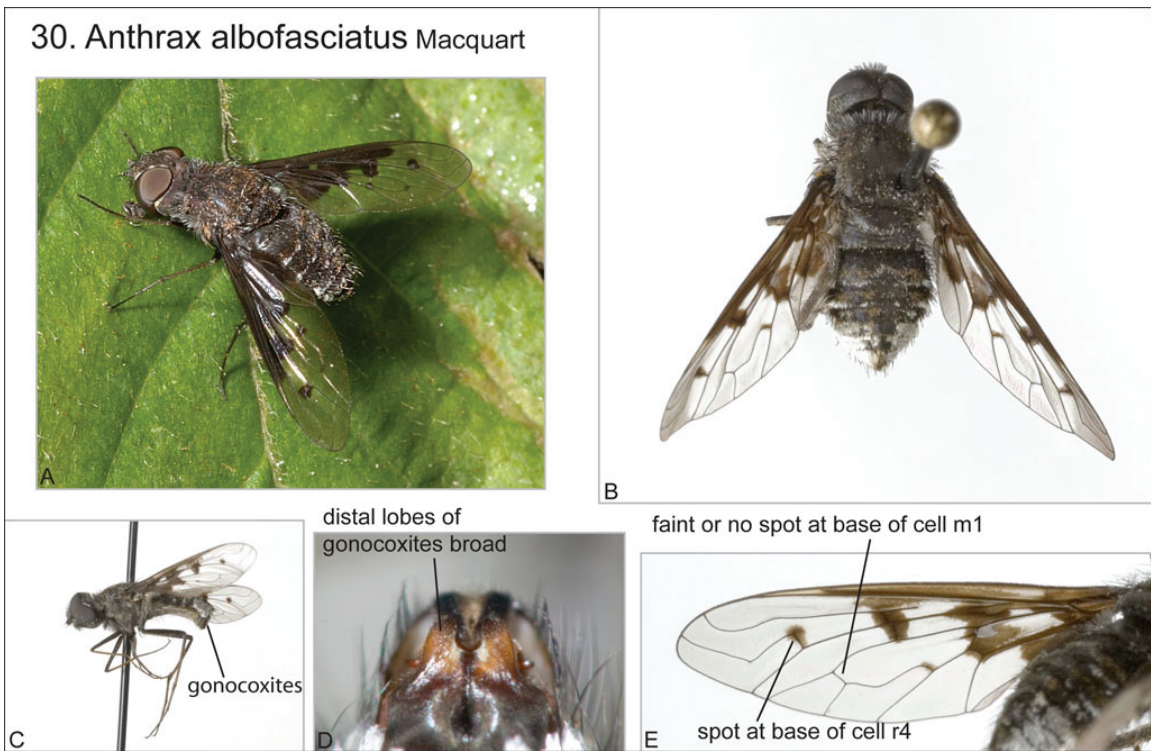 30. Anthrax albofasciatus Macquart
A
B
distal lobes of
gonocoxites broad
faint or no spot at base of cell m1
gonocoxites
spot at base of cell r4
C
D
E